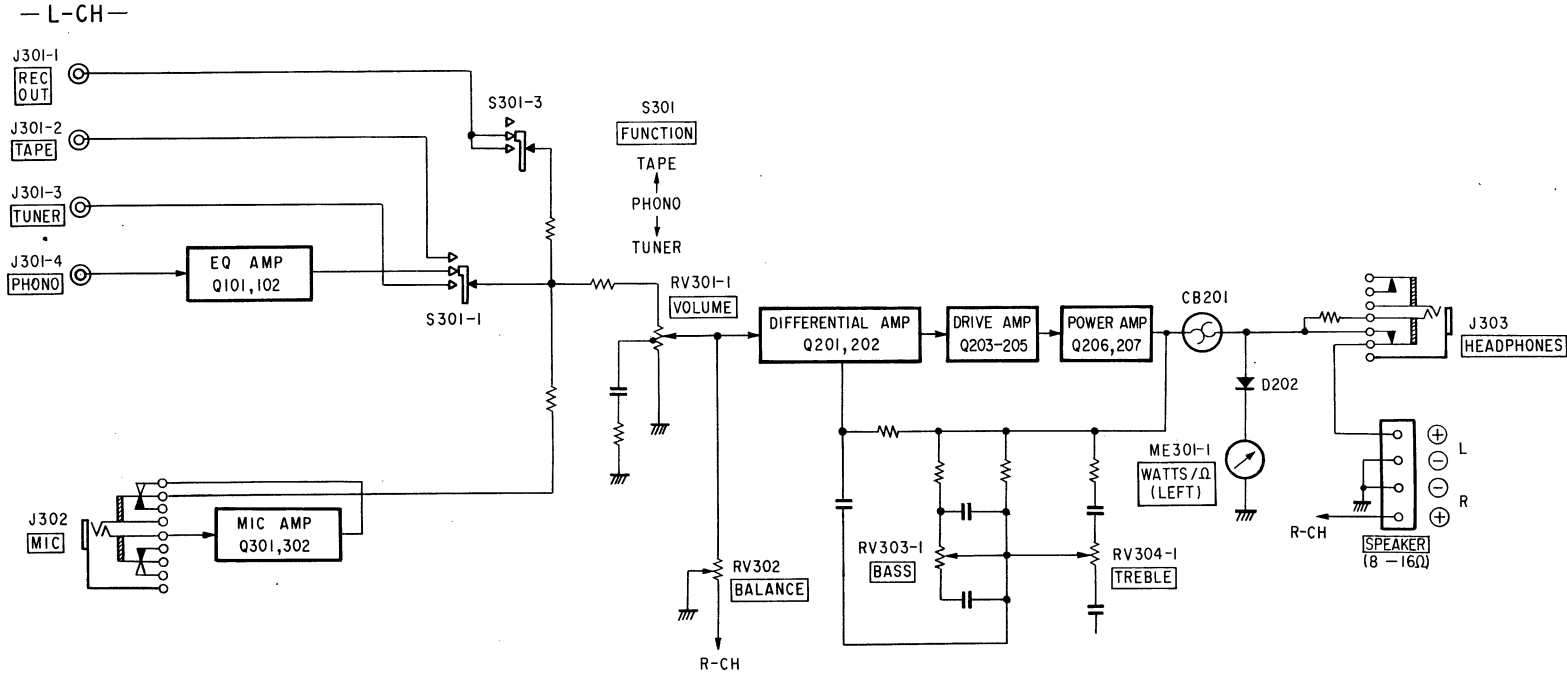 — L-CH —
J301-1
REC
OUT
J301-2
TAPE
J301-3
TUNER
J301-4
PHONO
EQ AMP
Q101,102
S301-3
S301-1
S301
FUNCTION
TAPE
PHONO
TUNER
RV301-1
VOLUME
DIFFERENTIAL AMP
Q201,202
DRIVE AMP
Q203-205
POWER AMP
Q206,207
CB201
J303
HEADPHONES
D202
ME301-1
WATTS/Ω
(LEFT)
⊕
L
⊖
⊖
R
⊕
R-CH
SPEAKER
(8 –16Ω)
J302
MIC
MIC AMP
Q301,302
RV302
BALANCE
R-CH
RV303-1
BASS
RV304-1
TREBLE